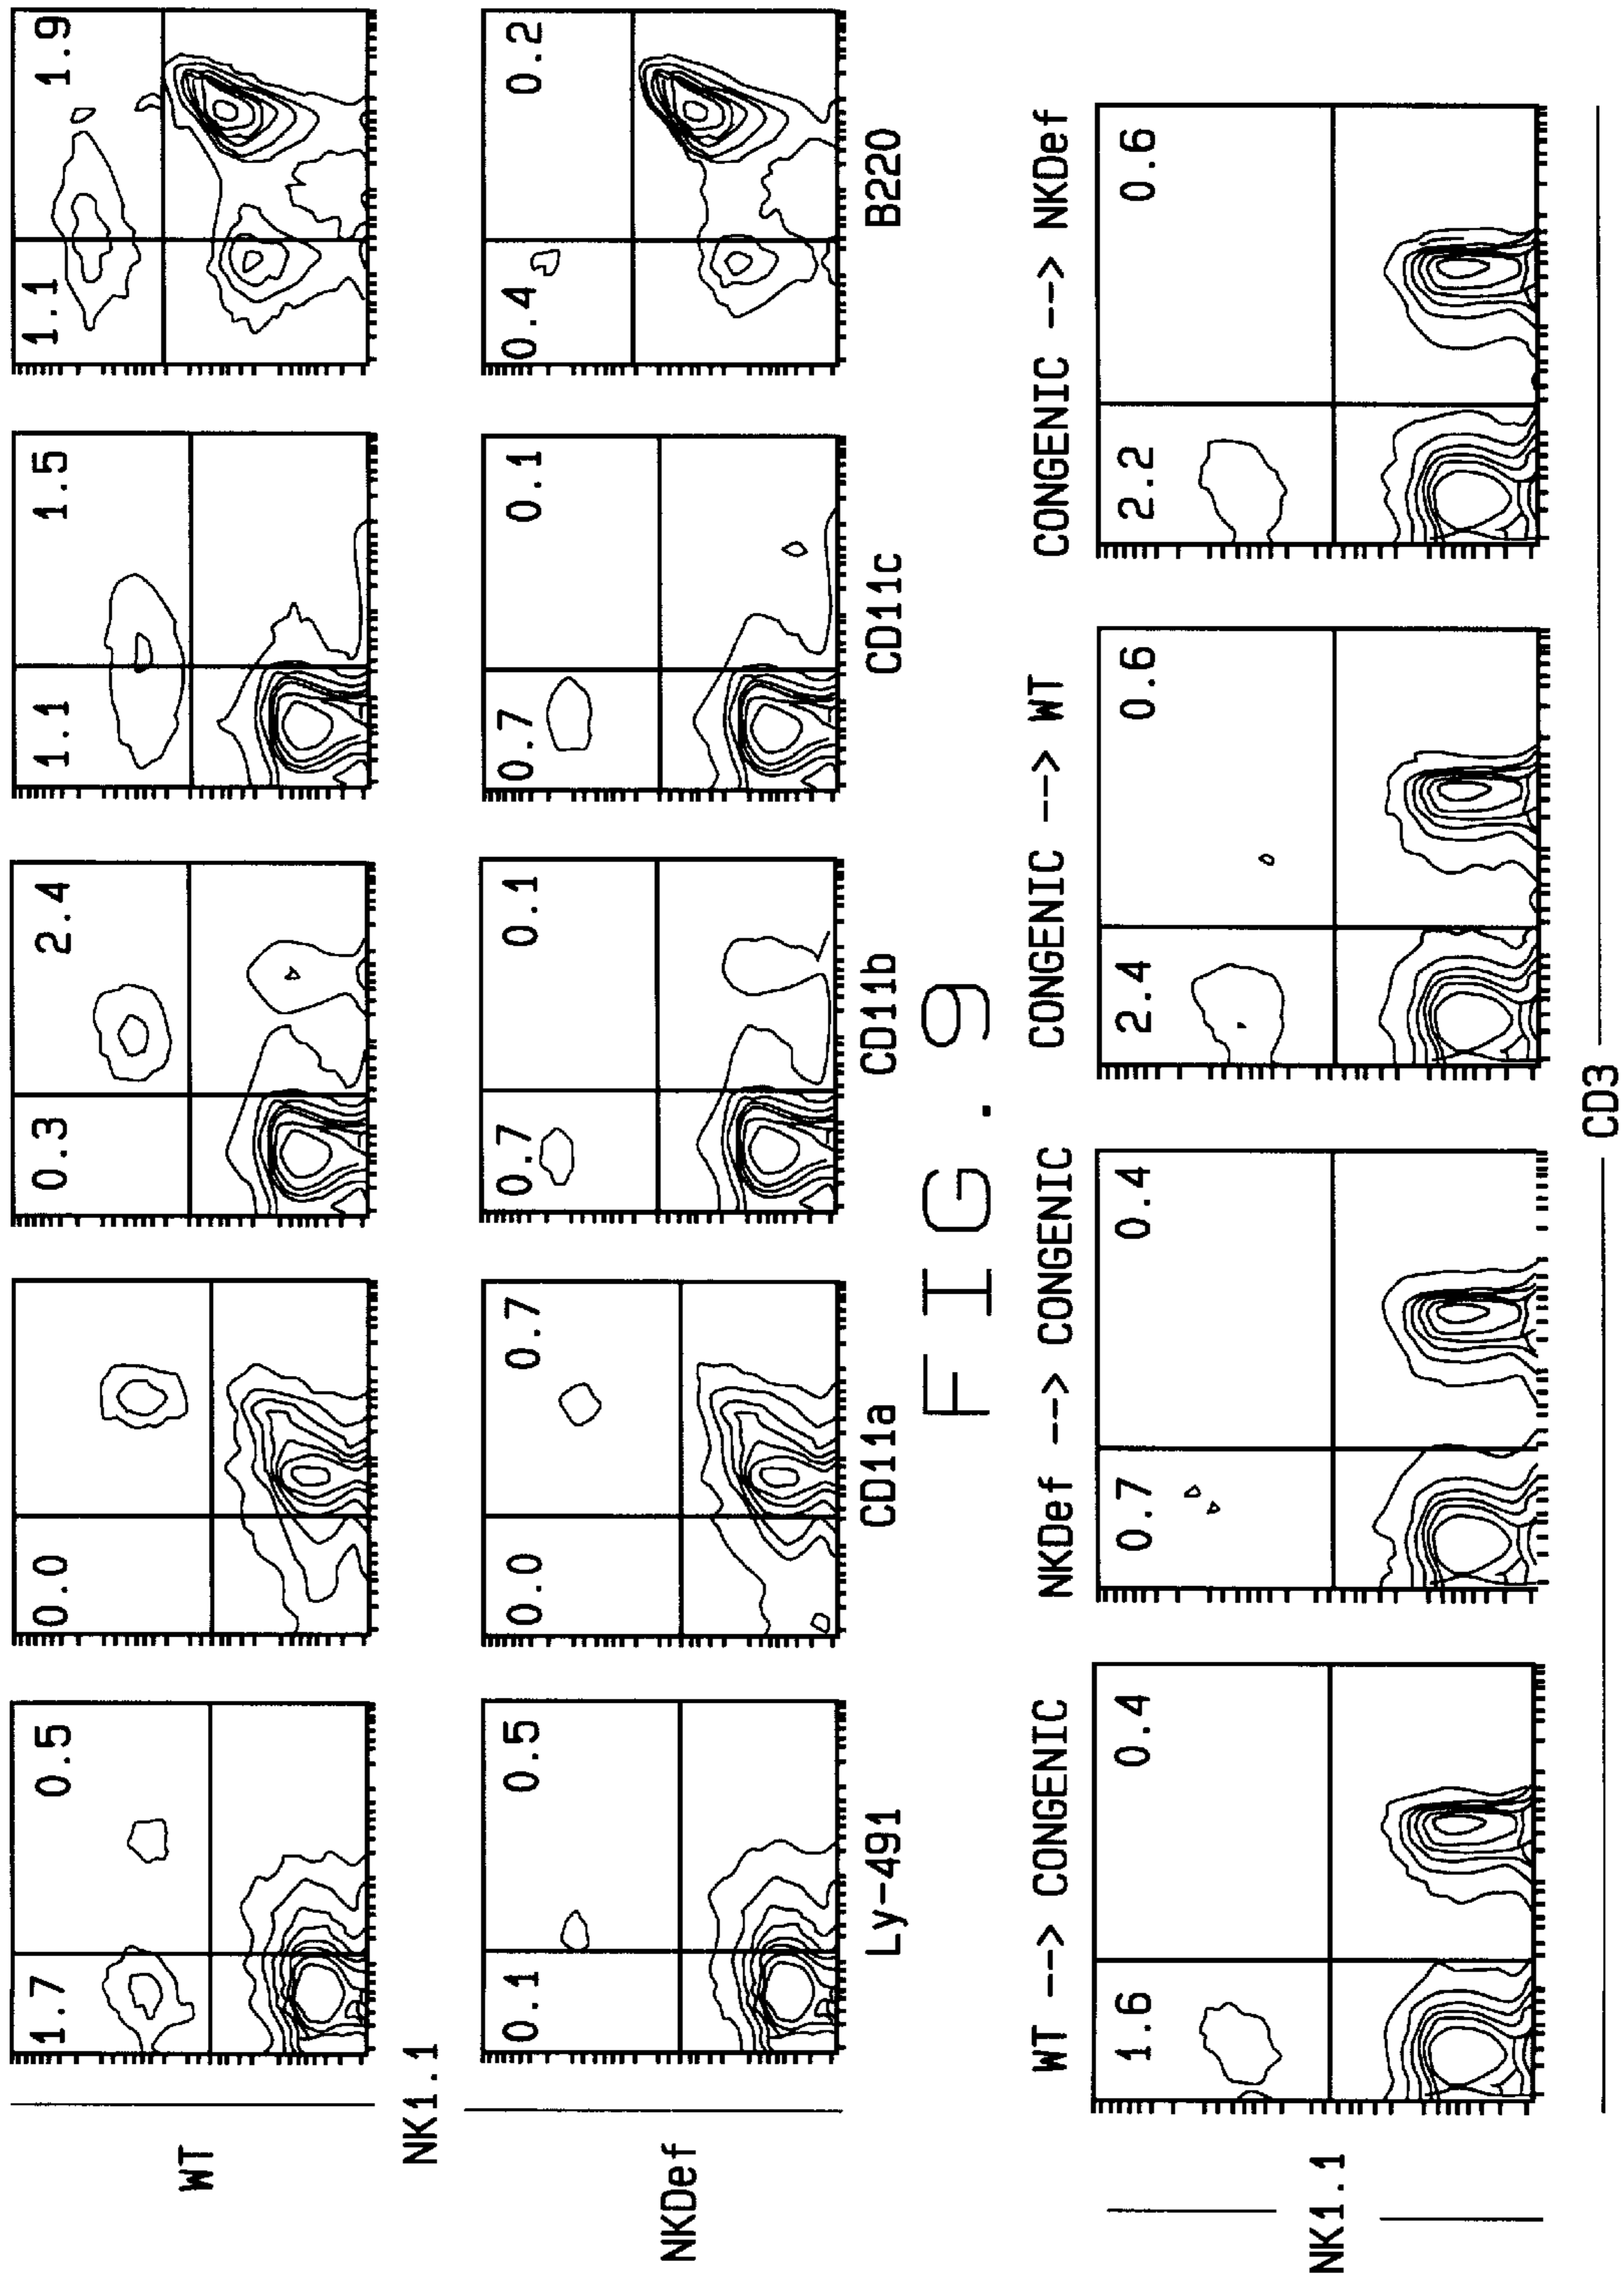 WT
1.7 0.5
0.0
0.3 2.4
1.1 1.5
1.1 1.9
NK1.1
NKDef
0.1 0.5
0.0 0.7
0.7 0.1
0.7 0.1
0.4 0.2
Ly-491 CD11a CD11b CD11c B220
FIG. 9
WT --> CONGENIC NKDef --> CONGENIC CONGENIC --> WT CONGENIC --> NKDef
NK1.1
1.6 0.4
0.7 0.4
2.4 0.6
2.2 0.6
CD3